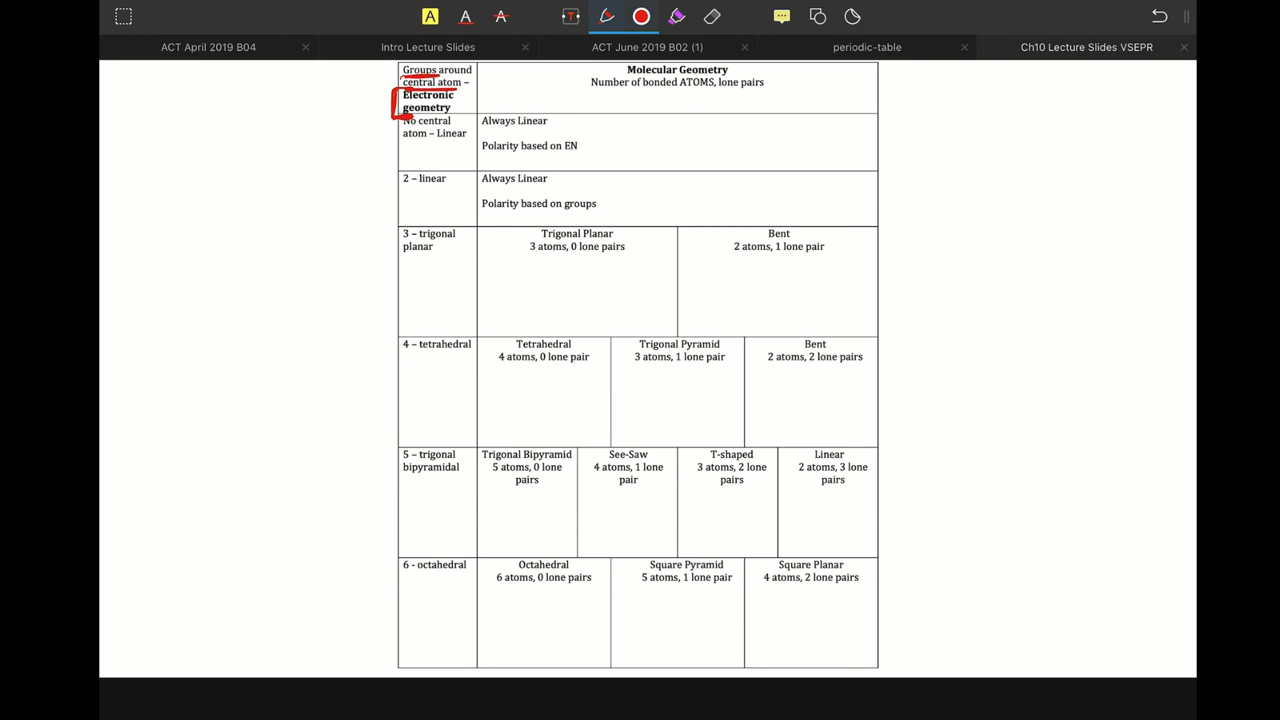 A A A T
ACT April 2019 B04 × Intro Lecture Slides × ACT June 2019 B02 (1) × periodic-table × Ch10 Lecture Slides VSEPR ×
Groups around
central atom –
Electronic
geometry
Molecular Geometry
Number of bonded ATOMS, lone pairs
No central
atom – Linear
Always Linear
Polarity based on EN
2 – linear
Always Linear
Polarity based on groups
3 – trigonal
planar
Trigonal Planar
3 atoms, 0 lone pairs
Bent
2 atoms, 1 lone pair
4 – tetrahedral
Tetrahedral
4 atoms, 0 lone pair
Trigonal Pyramid
3 atoms, 1 lone pair
Bent
2 atoms, 2 lone pairs
5 – trigonal
bipyramidal
Trigonal Bipyramid
5 atoms, 0 lone
pairs
See-Saw
4 atoms, 1 lone
pair
T-shaped
3 atoms, 2 lone
pairs
Linear
2 atoms, 3 lone
pairs
6 - octahedral
Octahedral
6 atoms, 0 lone pairs
Square Pyramid
5 atoms, 1 lone pair
Square Planar
4 atoms, 2 lone pairs